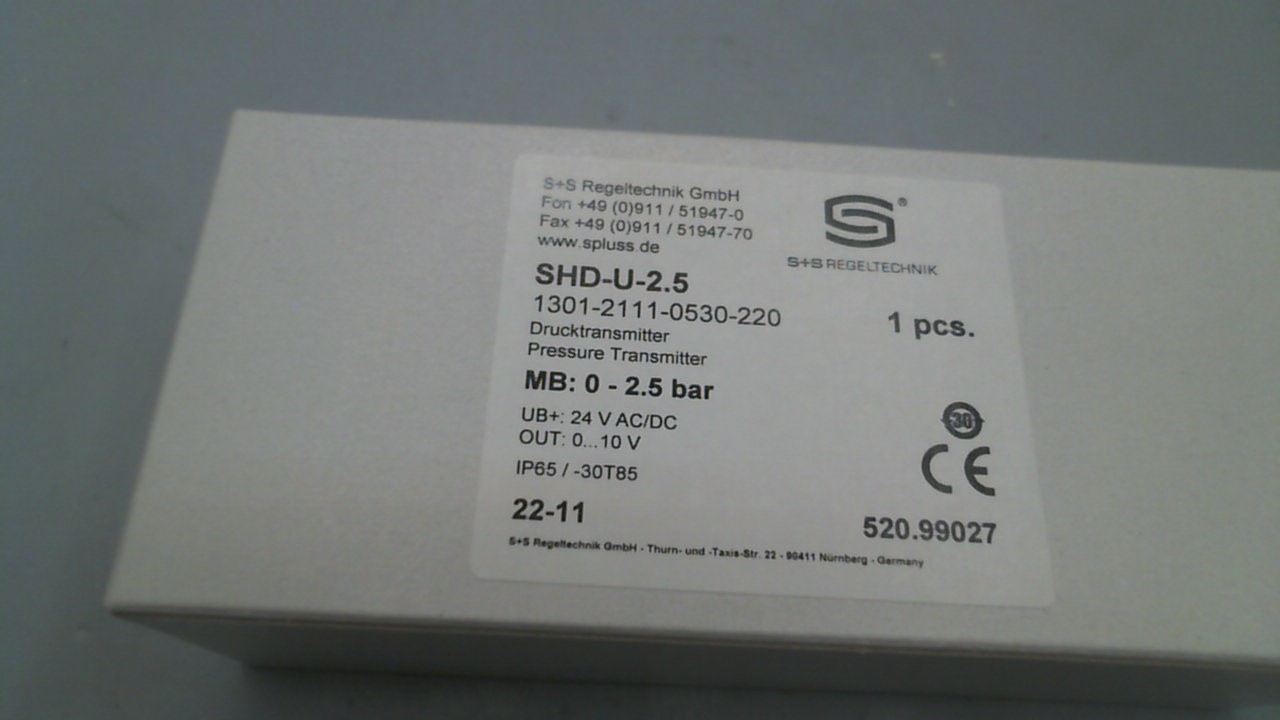 S+S Regeltechnik GmbH
Fon +49 (0)911 / 51947-0
Fax +49 (0)911 / 51947-70
www.spluss.de
S ®
S+S REGELTECHNIK
SHD-U-2.5
1301-2111-0530-220
1 pcs.
Drucktransmitter
Pressure Transmitter
MB: 0 - 2.5 bar
UB+: 24 V AC/DC
OUT: 0...10 V
30
IP65 / -30T85
CE
22-11
520.99027
S+S Regeltechnik GmbH - Thurn- und -Taxis-Str. 22 - 90411 Nürnberg - Germany